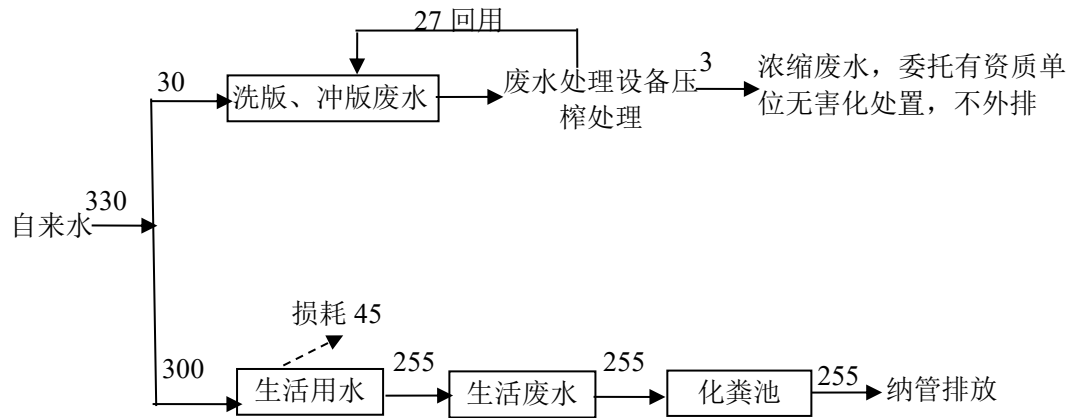 27 回用
30
洗版、冲版废水
废水处理设备压
榨处理
3
浓缩废水，委托有资质单
位无害化处置，不外排
自来水
330
损耗 45
300
生活用水
255
生活废水
255
化粪池
255
纳管排放